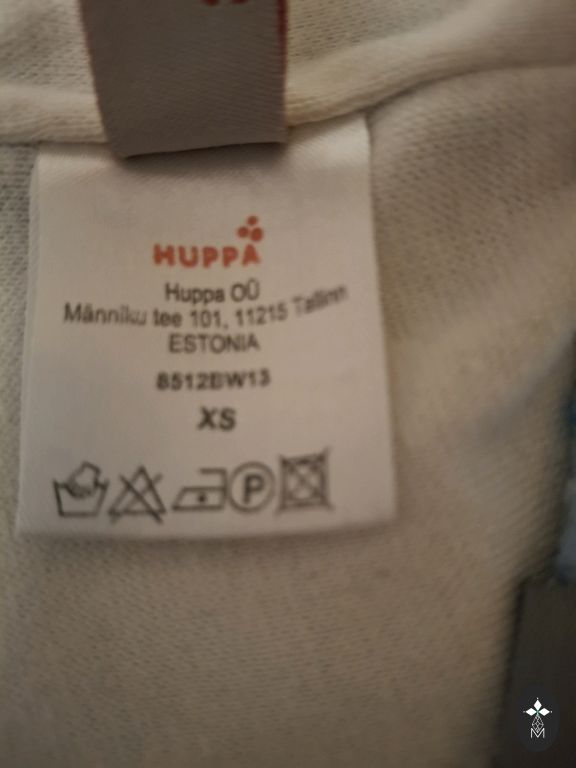 HUPPA
Huppa OÜ
Männiku tee 101, 11215 Tallinn
ESTONIA
8512BW13
XS
P
M